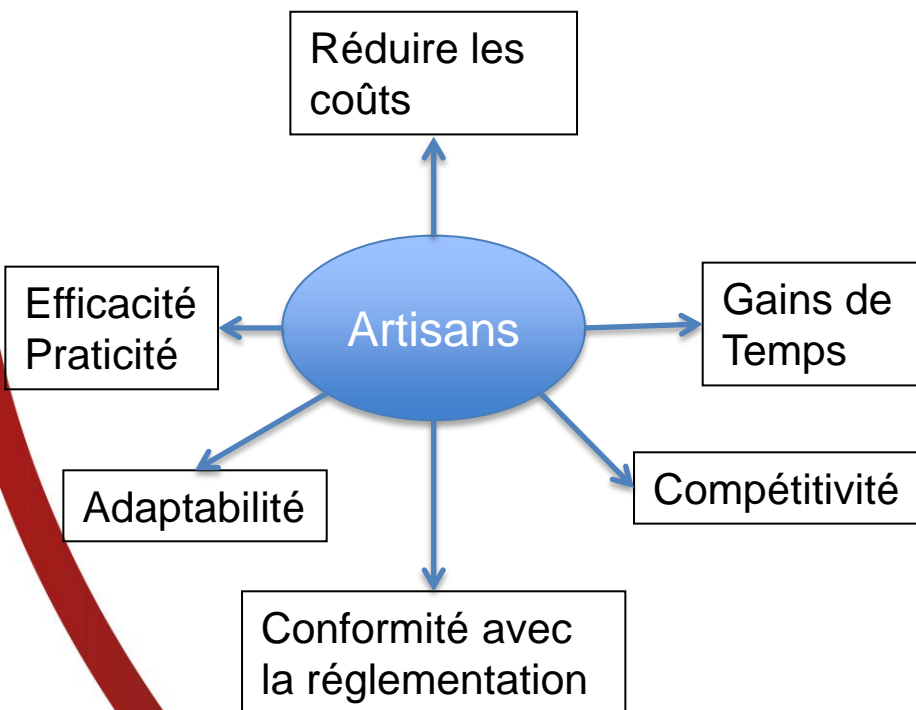 Réduire les
coûts
Efficacité
Praticité
Artisans
Gains de
Temps
Adaptabilité
Compétitivité
Conformité avec
la réglementation